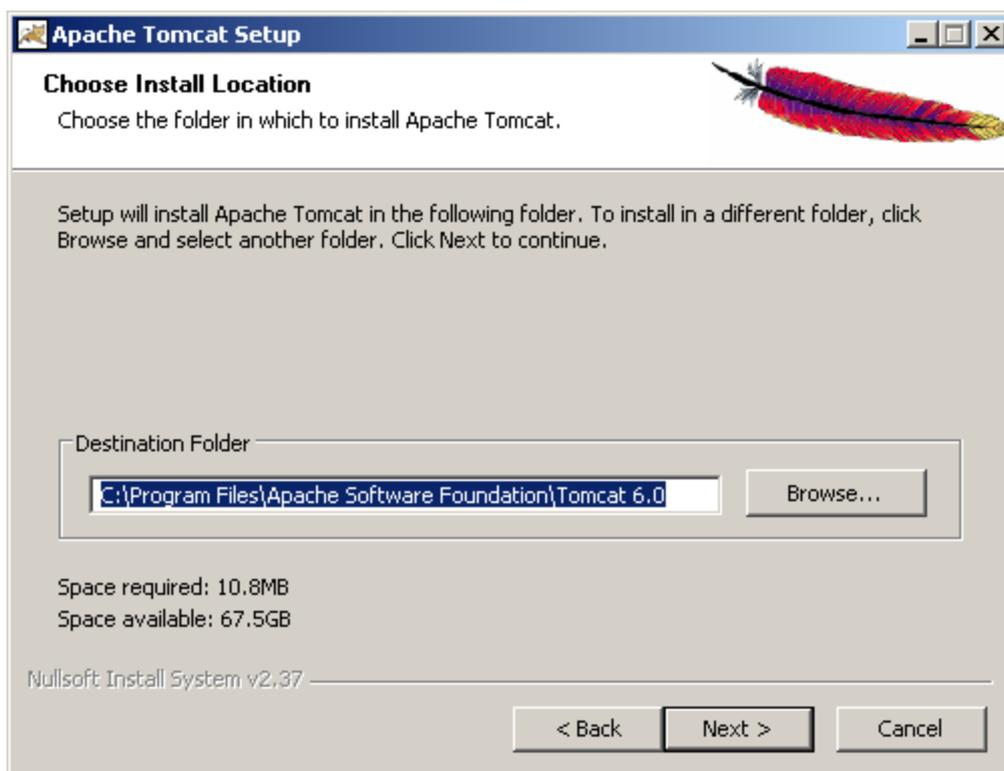 Apache Tomcat Setup
Choose Install Location
Choose the folder in which to install Apache Tomcat.
Setup will install Apache Tomcat in the following folder. To install in a different folder, click
Browse and select another folder. Click Next to continue.
Destination Folder
C:\Program Files\Apache Software Foundation\Tomcat 6.0
Browse...
Space required: 10.8MB
Space available: 67.5GB
Nullsoft Install System v2.37
< Back
Next >
Cancel